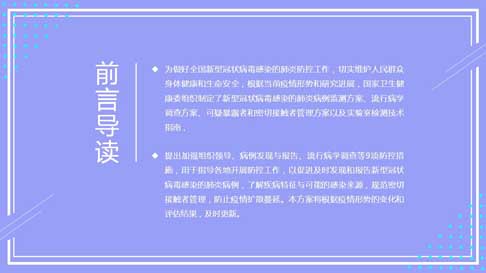 前言导读
为做好全国新型冠状病毒感染的肺炎防控工作，切实维护人民群众
身体健康和生命安全，根据当前疫情形势和研究进展，国家卫生健
康委组织制定了新型冠状病毒感染的肺炎病例监测方案、流行病学
调查方案、可疑暴露者和密切接触者管理方案以及实验室检测技术
指南．
提出加强组织领导、病例发现与报告、流行病学调查等9项防控措
施，用于指导各地开展防控工作，以促进及时发现和报告新型冠状
病毒感染的肺炎病例，了解疾病特征与可能的感染来源，规范密切
接触者管理，防止疫情扩散蔓延。本方案将根据疫情形势的变化和
评估结果，及时更新。